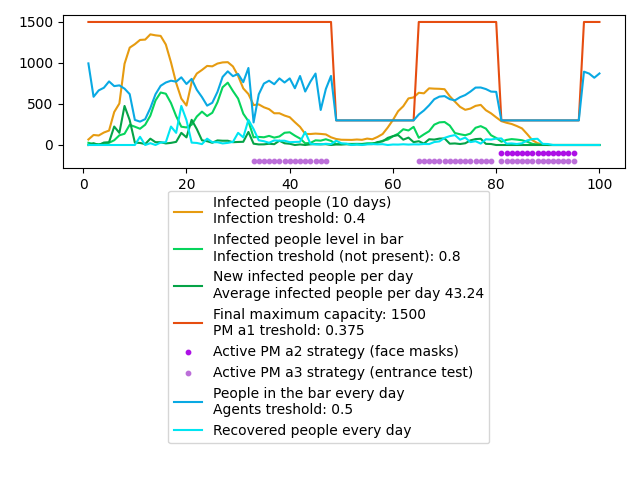 1500
1000
500
0
0 20 40 60 80 100
Infected people (10 days)
Infection treshold: 0.4
Infected people level in bar
Infection treshold (not present): 0.8
New infected people per day
Average infected people per day 43.24
Final maximum capacity: 1500
PM a1 treshold: 0.375
Active PM a2 strategy (face masks)
Active PM a3 strategy (entrance test)
People in the bar every day
Agents treshold: 0.5
Recovered people every day